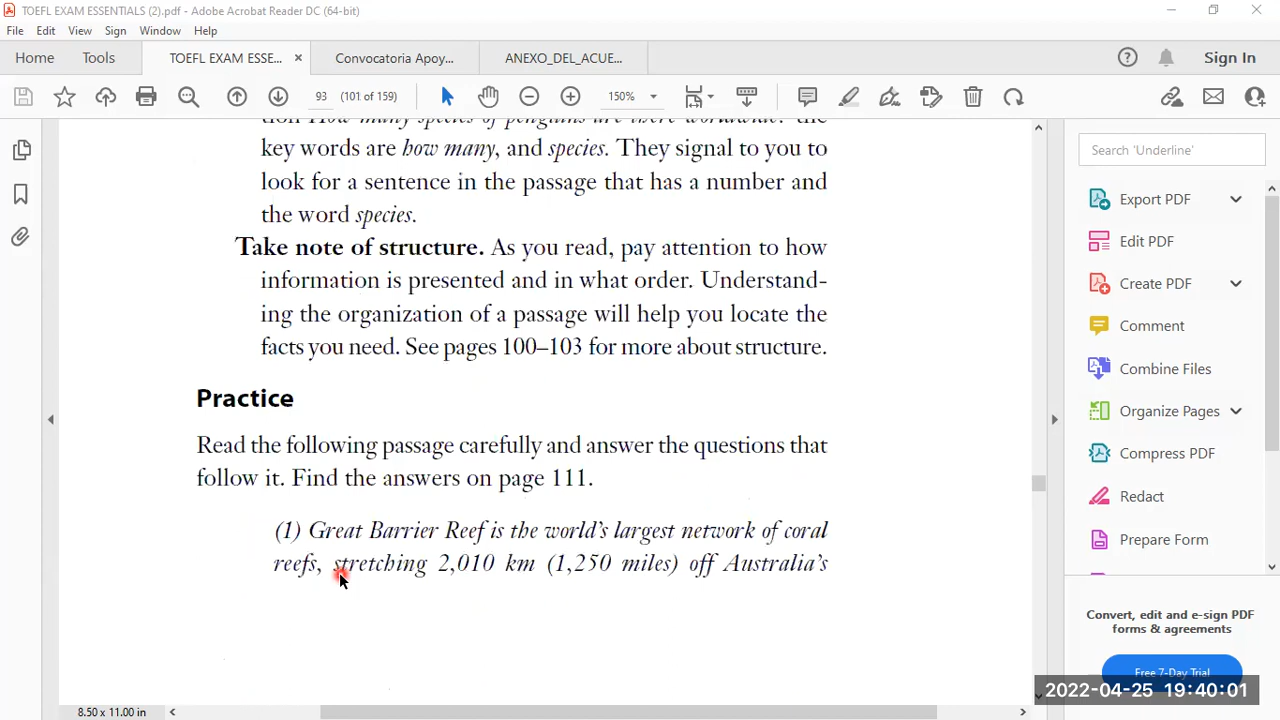 TOEFL EXAM ESSENTIALS (2).pdf - Adobe Acrobat Reader DC (64-bit)
File Edit View Sign Window Help
Home Tools TOEFL EXAM ESSE... × Convocatoria Apoy... ANEXO_DEL_ACUE... Sign In
93 (101 of 159) 150%
tion How many species of penguins are there worldwide? the
key words are how many, and species. They signal to you to
look for a sentence in the passage that has a number and
the word species.
Take note of structure. As you read, pay attention to how
information is presented and in what order. Understand-
ing the organization of a passage will help you locate the
facts you need. See pages 100–103 for more about structure.
Practice
Read the following passage carefully and answer the questions that
follow it. Find the answers on page 111.
(1) Great Barrier Reef is the world's largest network of coral
reefs, stretching 2,010 km (1,250 miles) off Australia's
8.50 x 11.00 in
Search 'Underline'
Export PDF
Edit PDF
Create PDF
Comment
Combine Files
Organize Pages
Compress PDF
Redact
Prepare Form
Convert, edit and e-sign PDF
forms & agreements
Free 7-Day Trial
2022-04-25 19:40:01